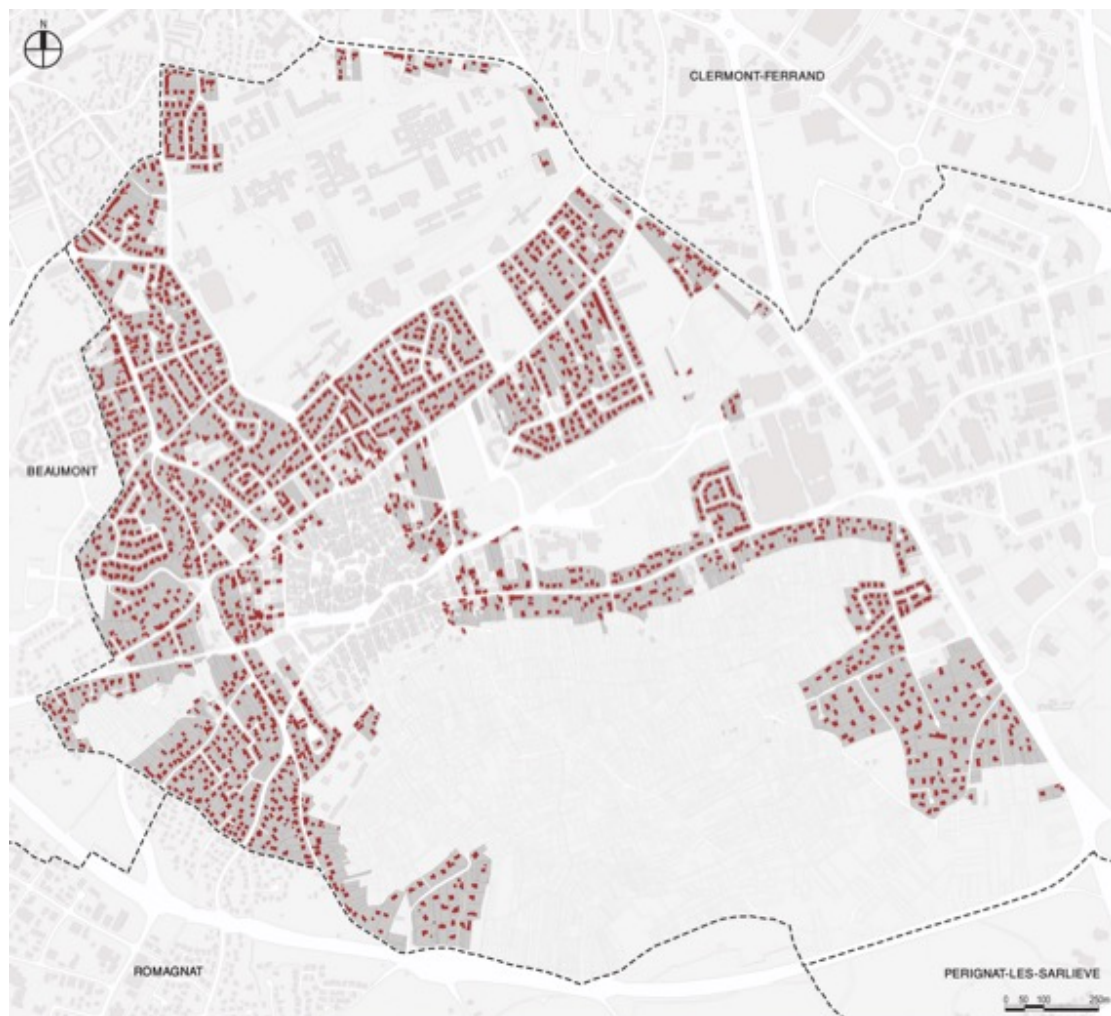 N
CLERMONT-FERRAND
BEAUMONT
ROMAGNAT
PERIGNAT-LES-SARLIEVE
0 50 100 250m